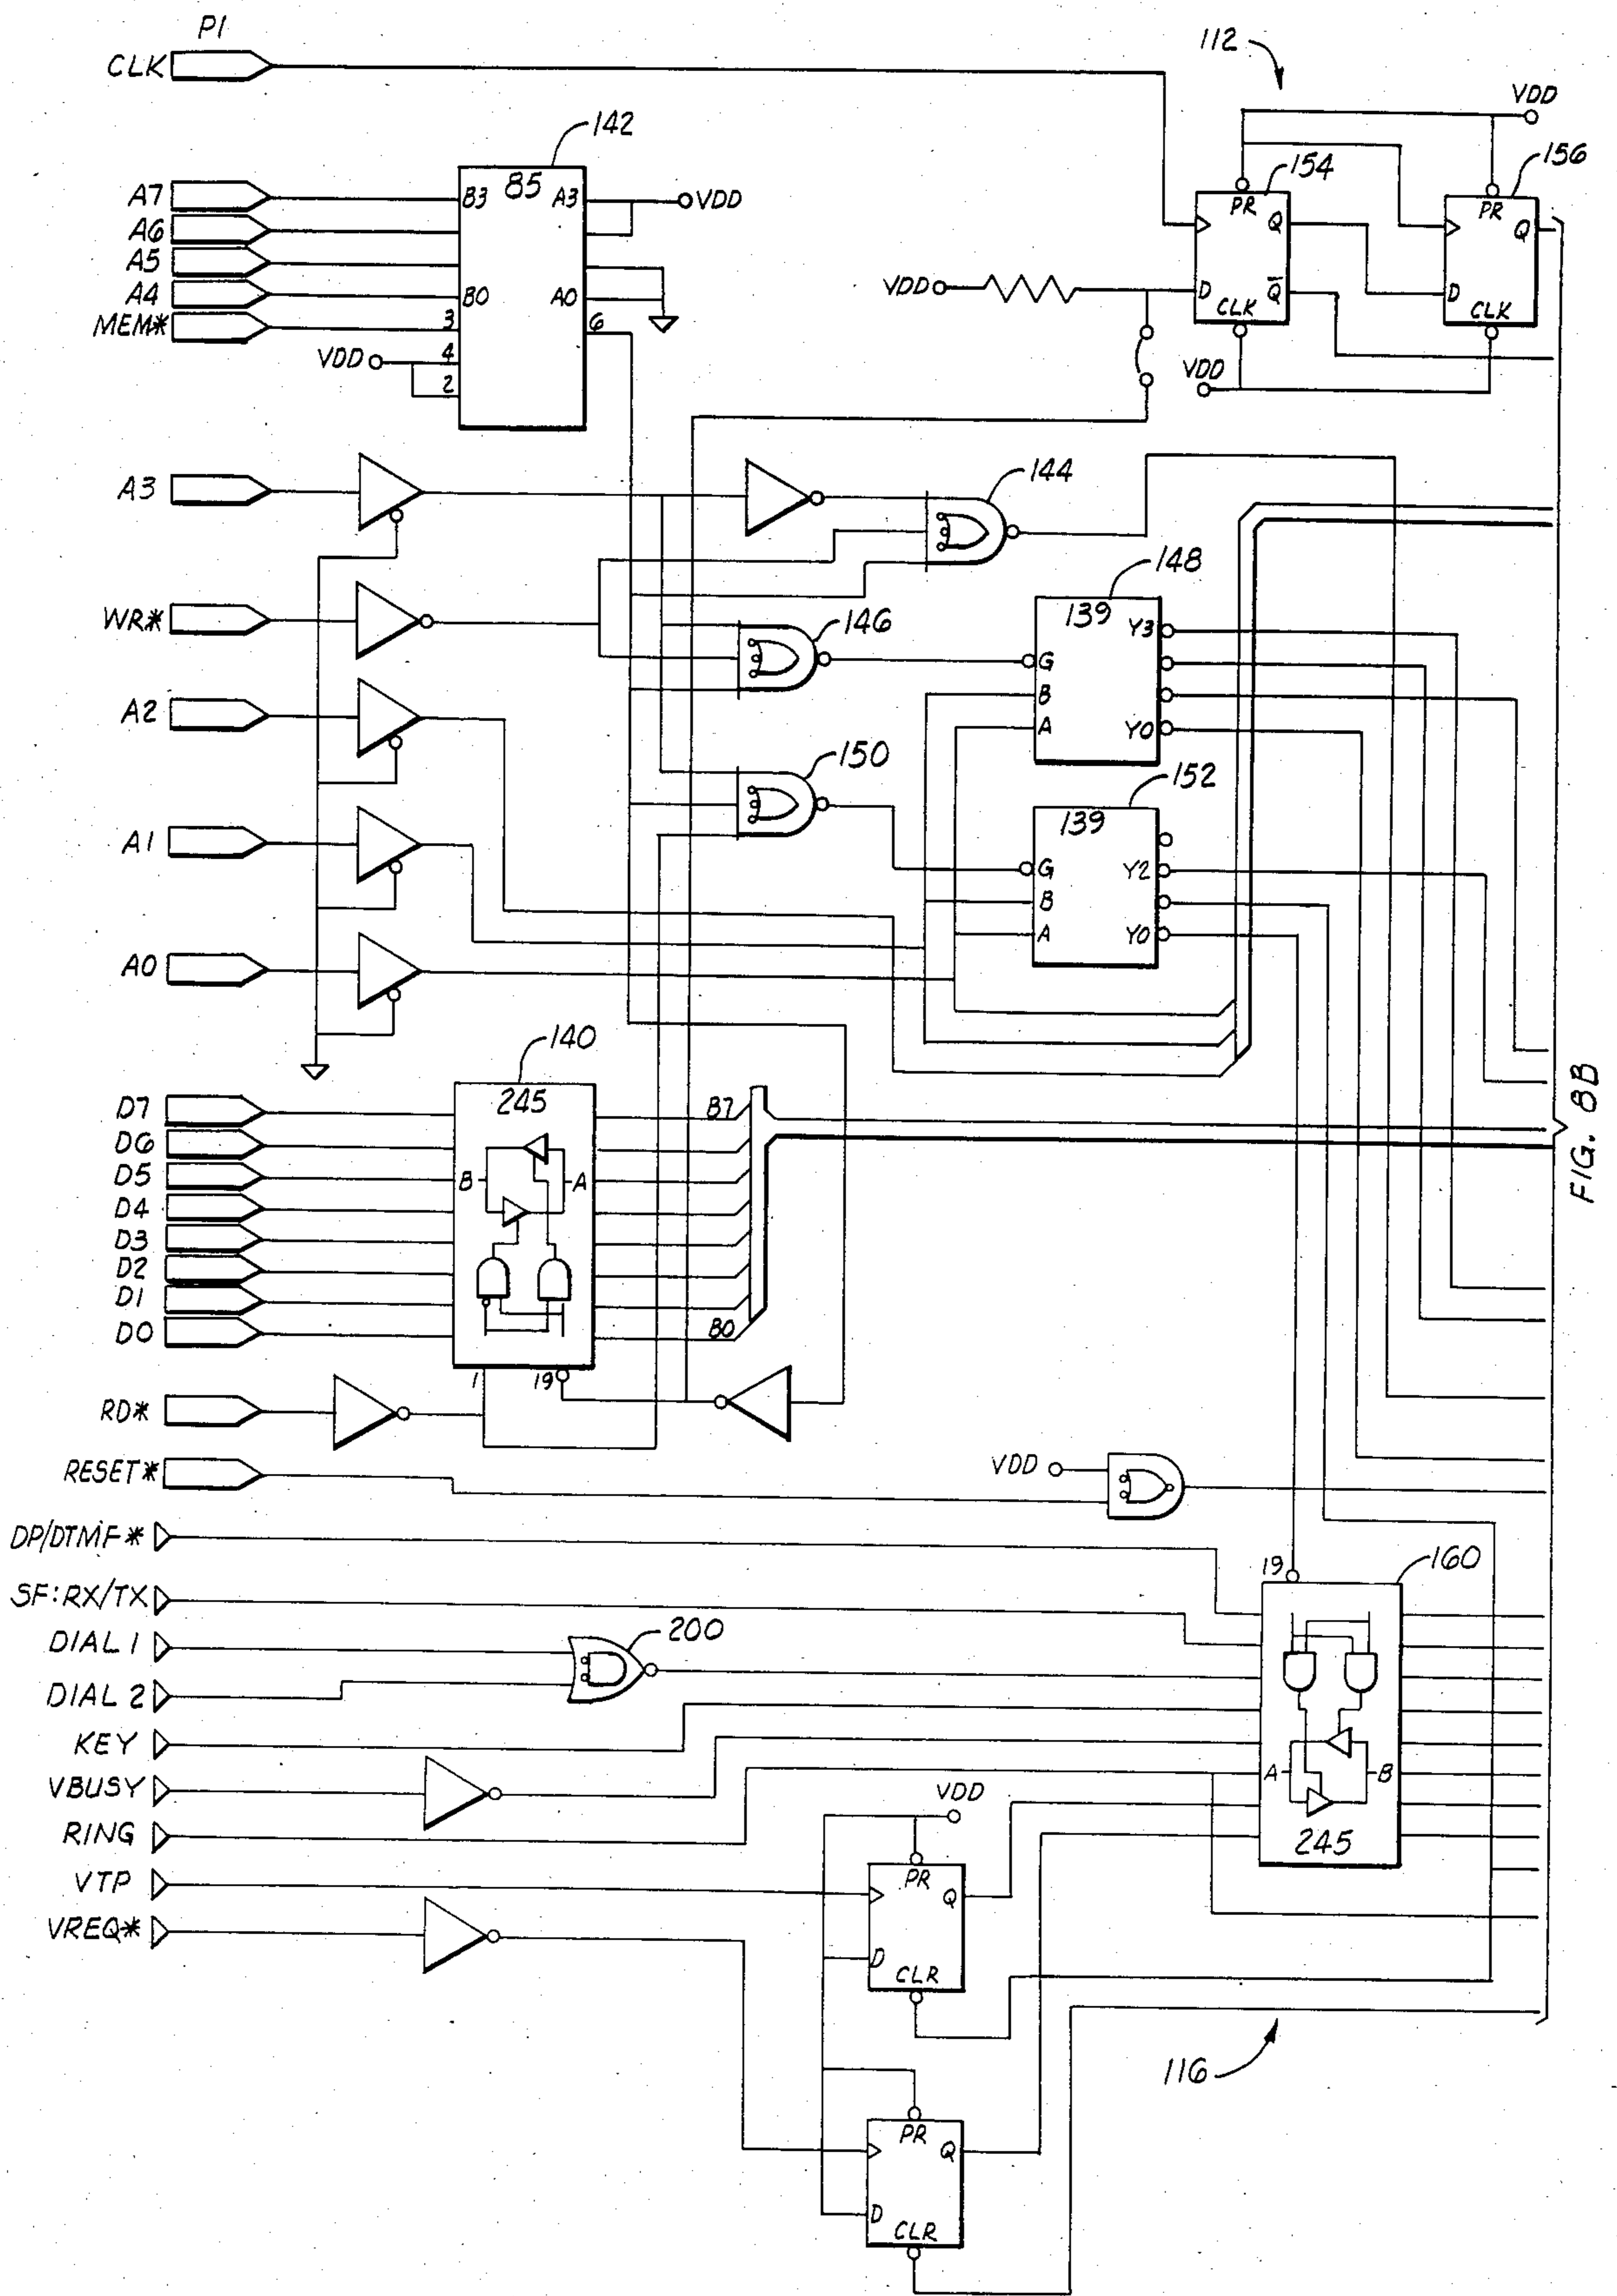 P1
CLK
112
VDD
142
154
156
A7
B3
85
A3
VDD
PR
Q
PR
Q
A6
A5
VDD
D
Q
D
A4
B0
A0
CLK
CLK
MEM*
3
6
VDD
4
2
VDD
A3
144
148
WR*
146
139
Y3
G
B
A
Y0
A2
150
152
139
A1
G
Y2
B
A
Y0
A0
140
D7
245
B7
D6
D5
B
A
D4
D3
D2
D1
D0
B0
FIG. 8B
1
19
RD*
RESET*
VDD
DP/DTMF*
19
160
SF:RX/TX
DIAL 1
200
DIAL 2
KEY
VBUSY
A
B
VDD
RING
245
VTP
PR
Q
VREQ*
D
CLR
116
PR
Q
D
CLR